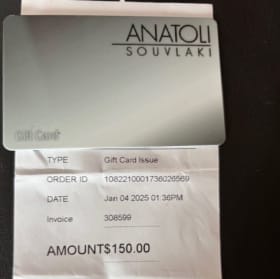 ANATOLI
SOUVLAKI
Gift Card
TYPE Gift Card Issue
ORDER ID 1082210001736026569
DATE Jan 04 2025 01:36PM
Invoice 308599
AMOUNT$150.00